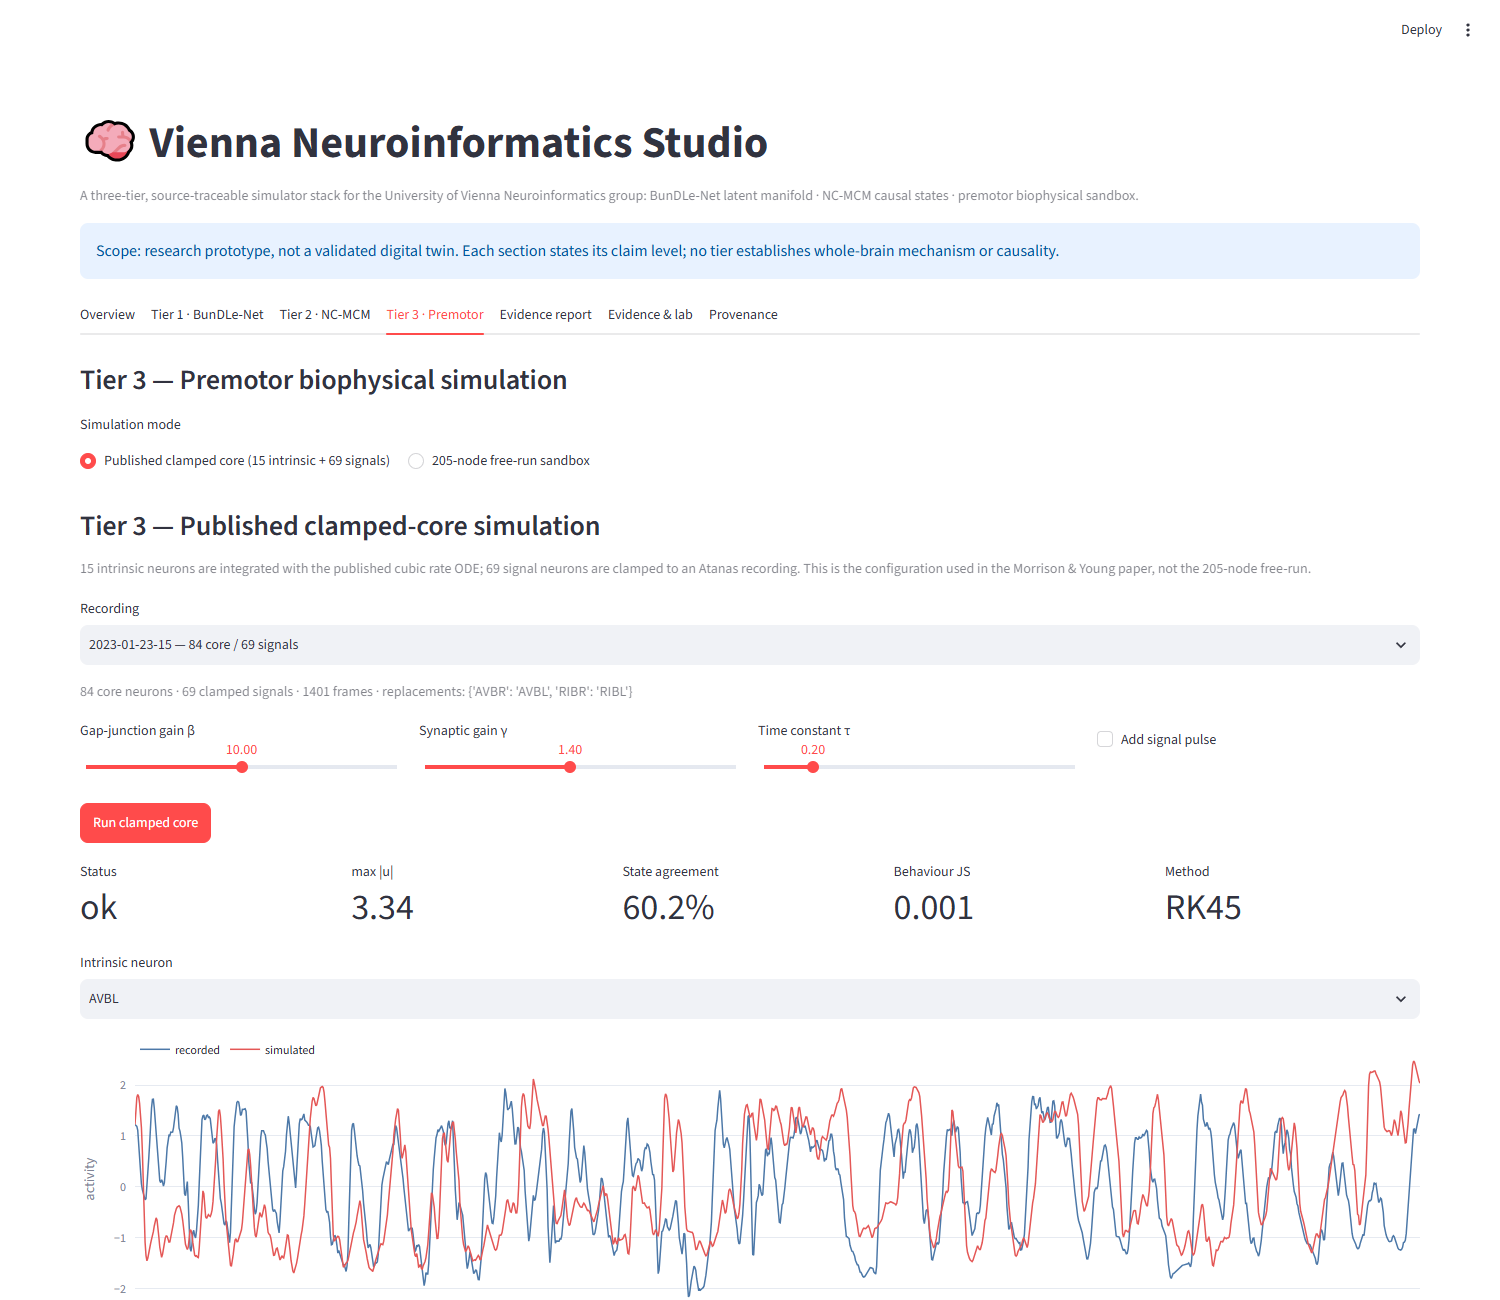 Deploy
Vienna Neuroinformatics Studio
A three-tier, source-traceable simulator stack for the University of Vienna Neuroinformatics group: BunDLe-Net latent manifold · NC-MCM causal states · premotor biophysical sandbox.
Scope: research prototype, not a validated digital twin. Each section states its claim level; no tier establishes whole-brain mechanism or causality.
Overview Tier 1 · BunDLe-Net Tier 2 · NC-MCM Tier 3 · Premotor Evidence report Evidence & lab Provenance
Tier 3 — Premotor biophysical simulation
Simulation mode
Published clamped core (15 intrinsic + 69 signals) 205-node free-run sandbox
Tier 3 — Published clamped-core simulation
15 intrinsic neurons are integrated with the published cubic rate ODE; 69 signal neurons are clamped to an Atanas recording. This is the configuration used in the Morrison & Young paper, not the 205-node free-run.
Recording
2023-01-23-15 — 84 core / 69 signals
84 core neurons · 69 clamped signals · 1401 frames · replacements: {'AVBR': 'AVBL', 'RIBR': 'RIBL'}
Gap-junction gain β Synaptic gain γ Time constant τ
10.00 1.40 0.20
Add signal pulse
Run clamped core
Status max |u| State agreement Behaviour JS Method
ok 3.34 60.2% 0.001 RK45
Intrinsic neuron
AVBL
recorded simulated
2
1
0
−1
−2
activity